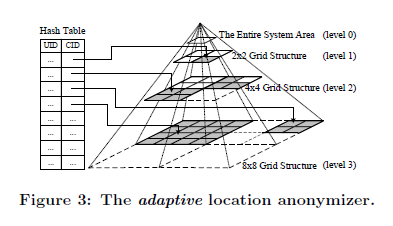 Hash Table
UID CID
The Entire System Area (level 0)
2x2 Grid Structure (level 1)
4x4 Grid Structure (level 2)
8x8 Grid Structure (level 3)
... ...
... ...
... ...
... ...
... ...
... ...
... ...
... ...
Figure 3: The adaptive location anonymizer.